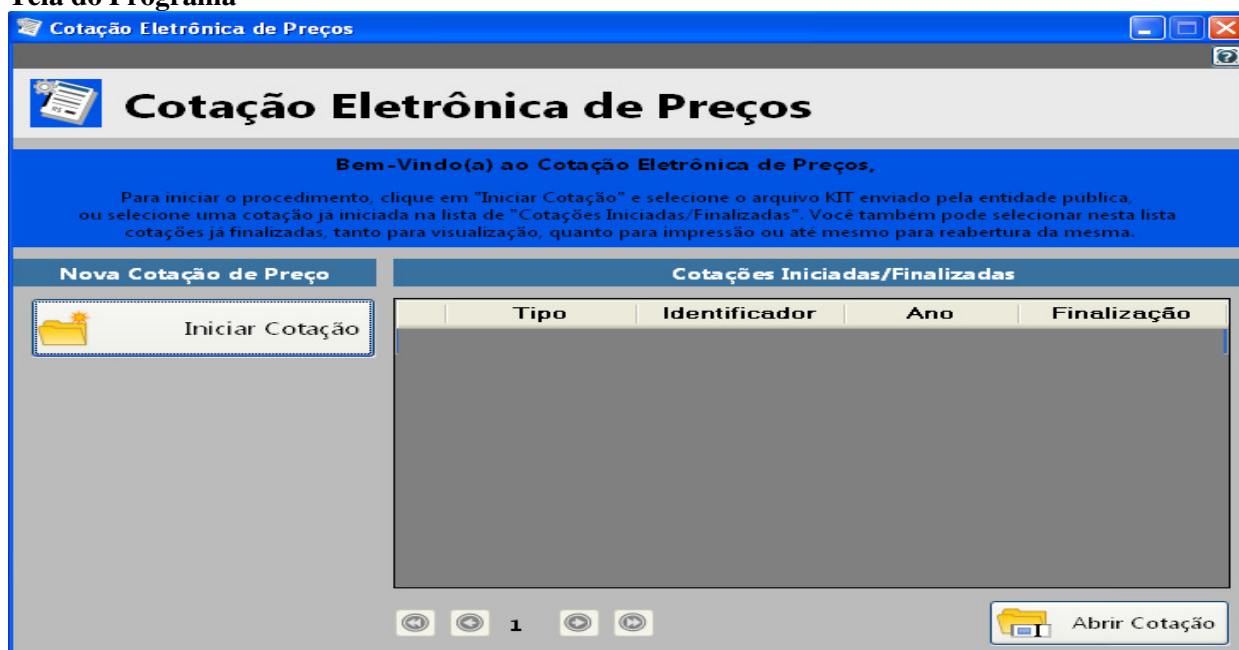 Tela do Programa
Cotação Eletrônica de Preços
Cotação Eletrônica de Preços
Bem-Vindo(a) ao Cotação Eletrônica de Preços,
Para iniciar o procedimento, clique em "Iniciar Cotação" e selecione o arquivo KIT enviado pela entidade pública,
ou selecione uma cotação já iniciada na lista de "Cotações Iniciadas/Finalizadas". Você também pode selecionar nesta lista
cotações já finalizadas, tanto para visualização, quanto para impressão ou até mesmo para reabertura da mesma.
Nova Cotação de Preço
Cotações Iniciadas/Finalizadas
Iniciar Cotação
Tipo Identificador Ano Finalização
1
Abrir Cotação